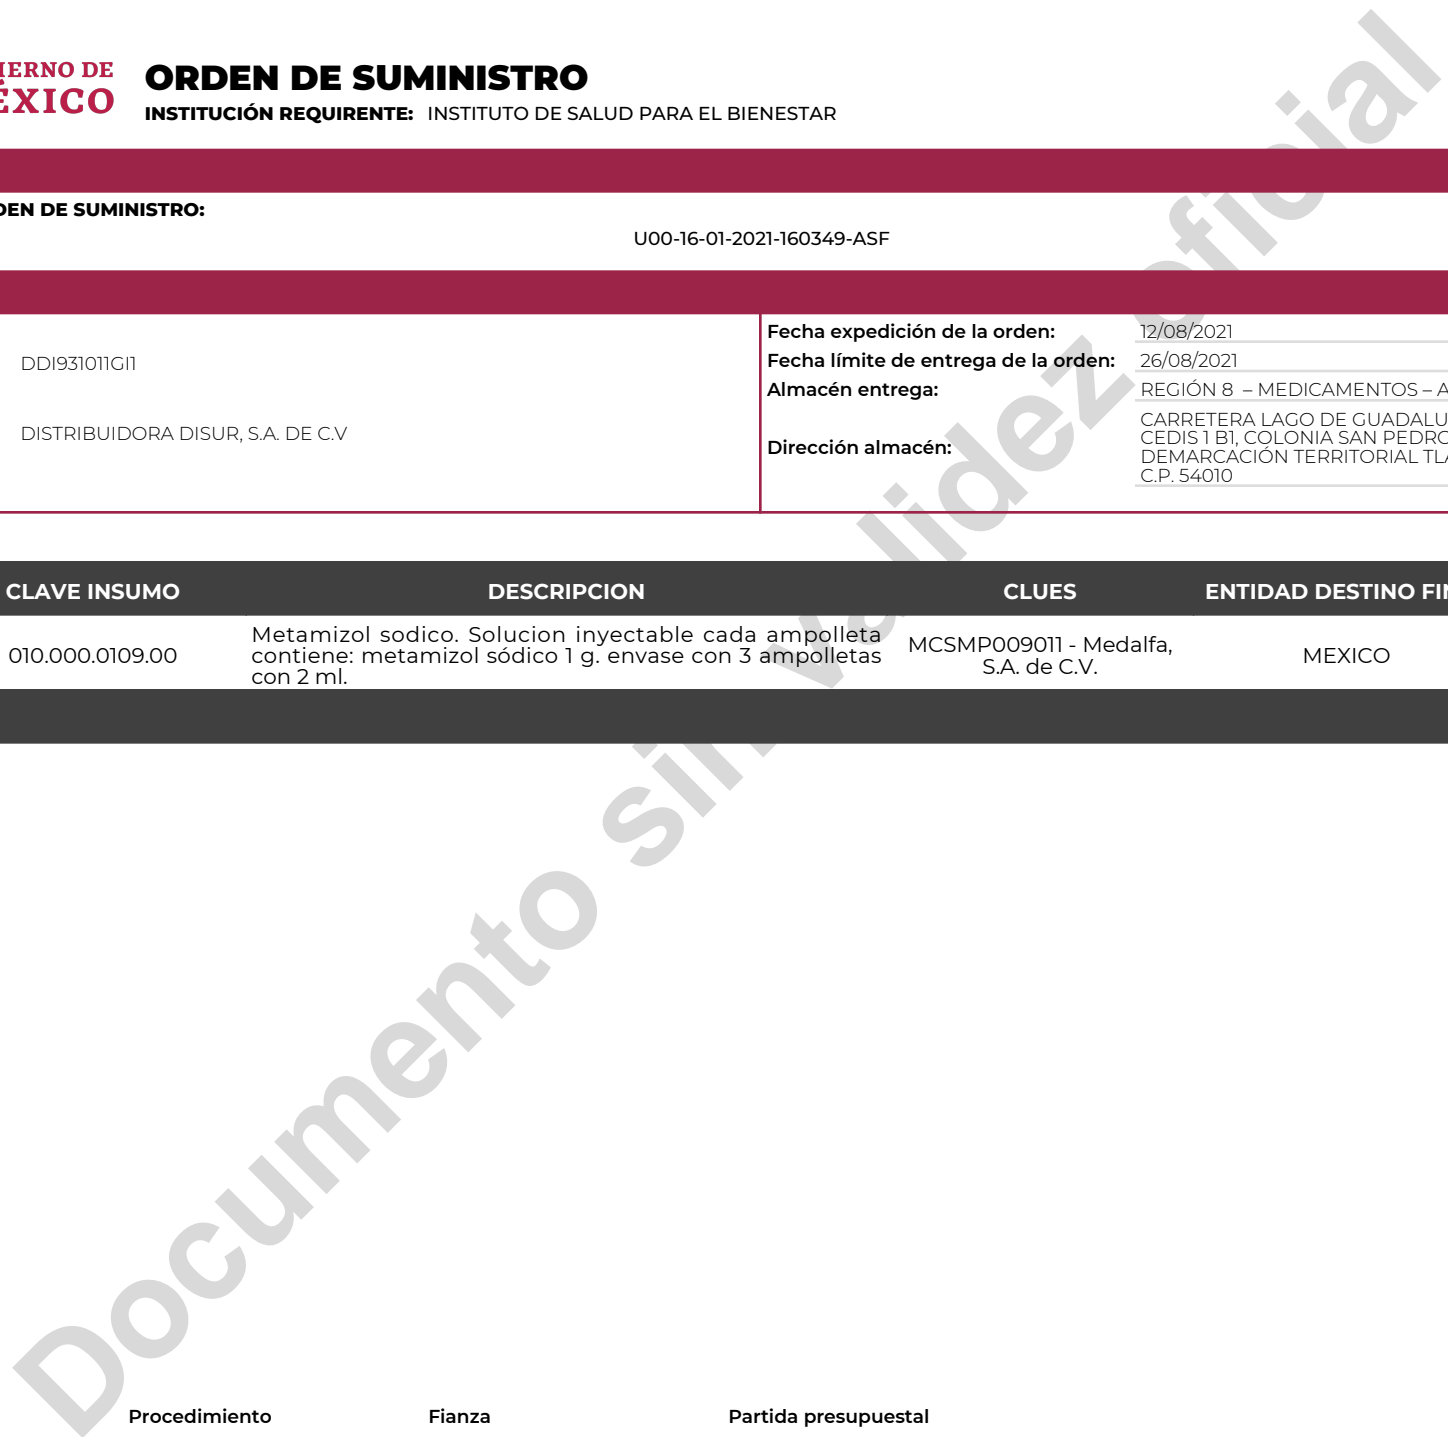 IERNO DE
ÉXICO
ORDEN DE SUMINISTRO
INSTITUCIÓN REQUIRENTE: INSTITUTO DE SALUD PARA EL BIENESTAR
DEN DE SUMINISTRO:
U00-16-01-2021-160349-ASF
DDI931011GI1
DISTRIBUIDORA DISUR, S.A. DE C.V
Fecha expedición de la orden: 12/08/2021
Fecha límite de entrega de la orden: 26/08/2021
Almacén entrega: REGIÓN 8 – MEDICAMENTOS – A
Dirección almacén: CARRETERA LAGO DE GUADALU
CEDIS 1 B1, COLONIA SAN PEDRO
DEMARCACIÓN TERRITORIAL TLA
C.P. 54010
CLAVE INSUMO DESCRIPCION CLUES ENTIDAD DESTINO FIN
010.000.0109.00
Metamizol sodico. Solucion inyectable cada ampolleta
contiene: metamizol sódico 1 g. envase con 3 ampolletas
con 2 ml.
MCSMP009011 - Medalfa,
S.A. de C.V.
MEXICO
Documento sin validez oficial
Procedimiento Fianza Partida presupuestal